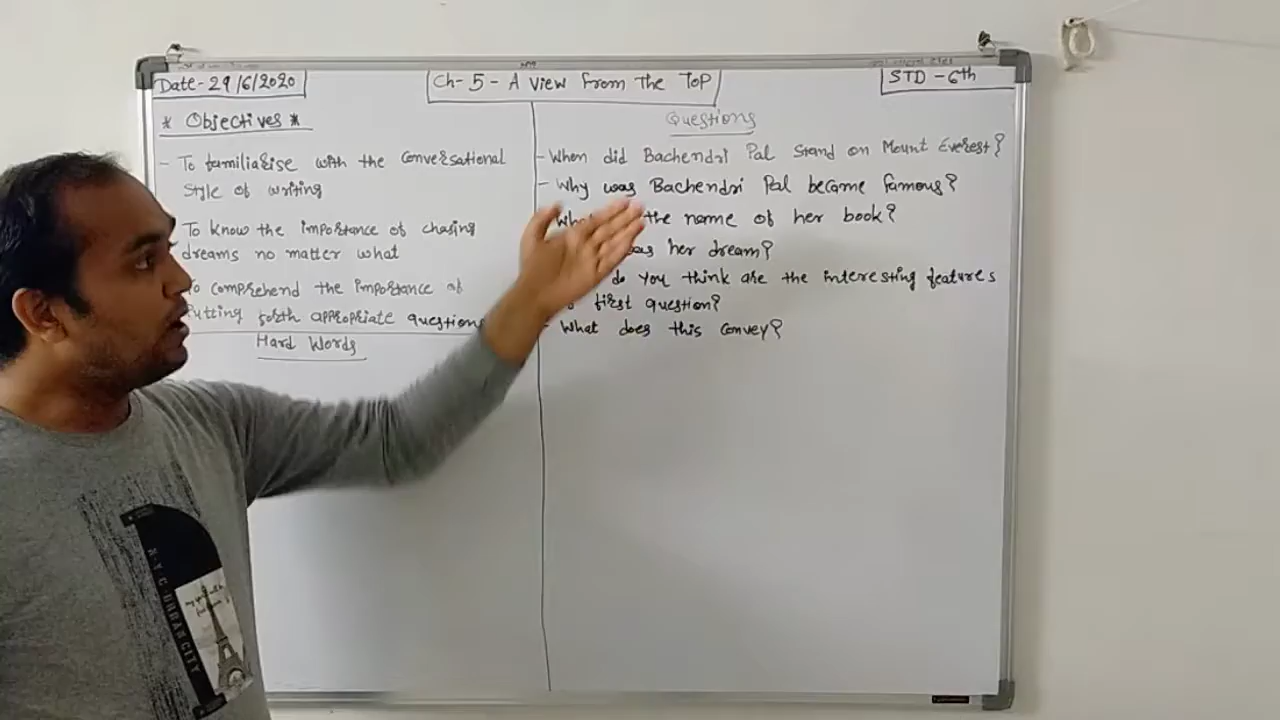 Date-29/6/2020
Ch-5-A View From The Top
STD-6th
* Objectives *
- To familiarise with the conversational
style of writing
To know the importance of chasing
dreams no matter what
To comprehend the importance of
Putting forth appropriate questions
Hard Words
Questions
- When did Bachendri Pal stand on Mount Everest?
- Why was Bachendri Pal became famous?
the name of her book?
her dream?
do you think are the interesting features
first question?
- What does this convey?
N.Y.C URBANCITY